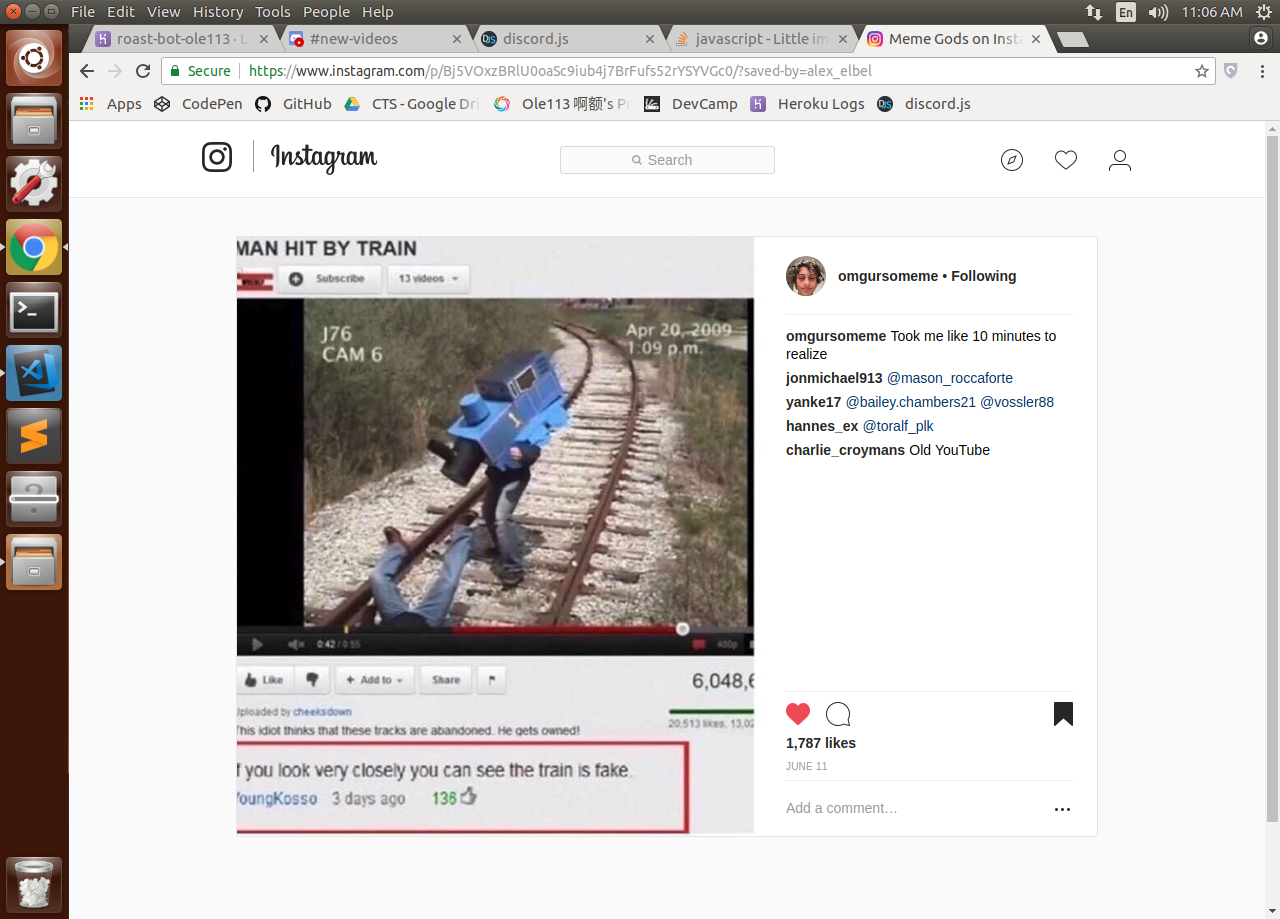 File Edit View History Tools People Help
En 11:06 AM
roast-bot-ole113 · L
#new-videos
discord.js
javascript - Little im
Meme Gods on Insta
Secure https://www.instagram.com/p/Bj5VOxzBRlU0oaSc9iub4j7BrFufs52rYSYVGc0/?saved-by=alex_elbel
Apps CodePen GitHub CTS - Google Dri Ole113 啊额's Pr DevCamp Heroku Logs discord.js
Instagram
Search
MAN HIT BY TRAIN
Subscribe 13 videos
J76
CAM 6
Apr 20, 2009
1:09 p.m.
0:42 / 0:55 480p
Like Add to Share 6,048,6
Uploaded by cheeksdown
20,513 likes, 13,02
This idiot thinks that these tracks are abandoned. He gets owned!
f you look very closely you can see the train is fake.
YoungKosso 3 days ago 136
omgursomeme • Following
omgursomeme Took me like 10 minutes to
realize
jonmichael913 @mason_roccaforte
yanke17 @bailey.chambers21 @vossler88
hannes_ex @toralf_plk
charlie_croymans Old YouTube
1,787 likes
JUNE 11
Add a comment…